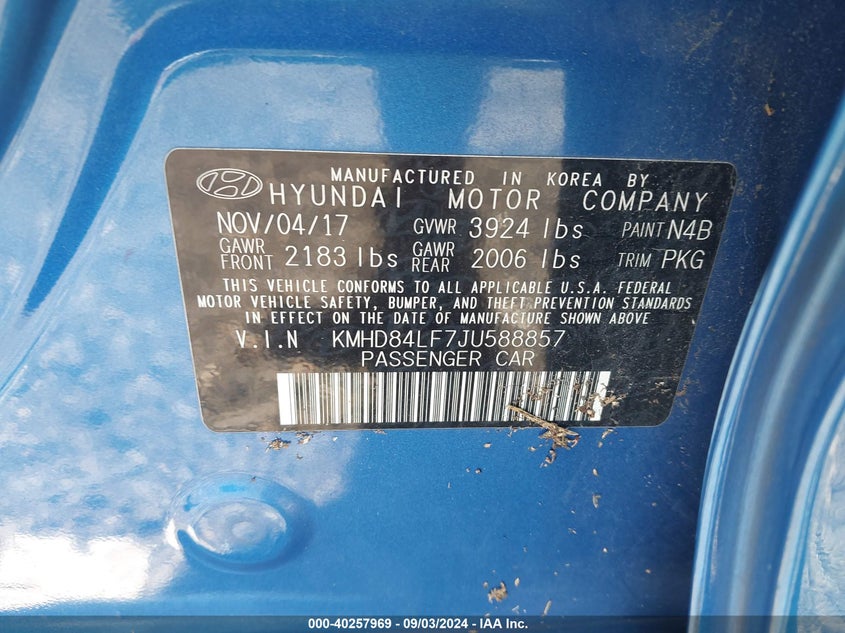 MANUFACTURED IN KOREA BY
HYUNDAI MOTOR COMPANY
NOV/04/17 GVWR 3924 lbs PAINT N4B
GAWR FRONT 2183 lbs GAWR REAR 2006 lbs TRIM PKG
THIS VEHICLE CONFORMS TO ALL APPLICABLE U.S.A. FEDERAL
MOTOR VEHICLE SAFETY, BUMPER, AND THEFT PREVENTION STANDARDS
IN EFFECT ON THE DATE OF MANUFACTURE SHOWN ABOVE
V.I.N KMHD84LF7JU588857
PASSENGER CAR
000-40257969 - 09/03/2024 - IAA Inc.